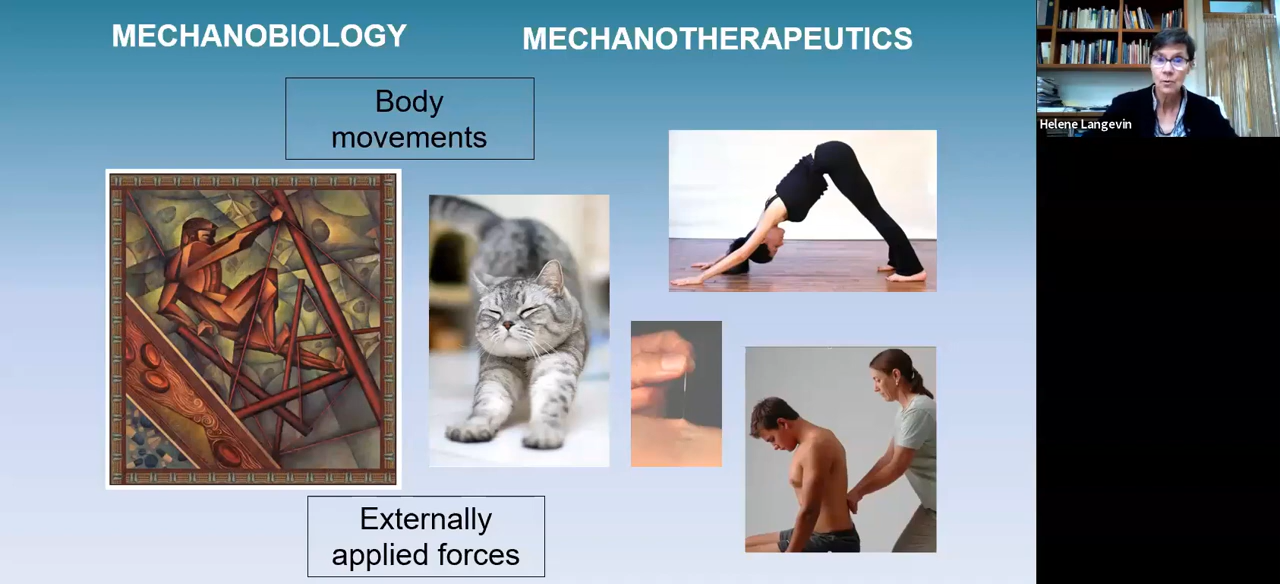 MECHANOBIOLOGY
MECHANOTHERAPEUTICS
Body
movements
Helene Langevin
Externally
applied forces